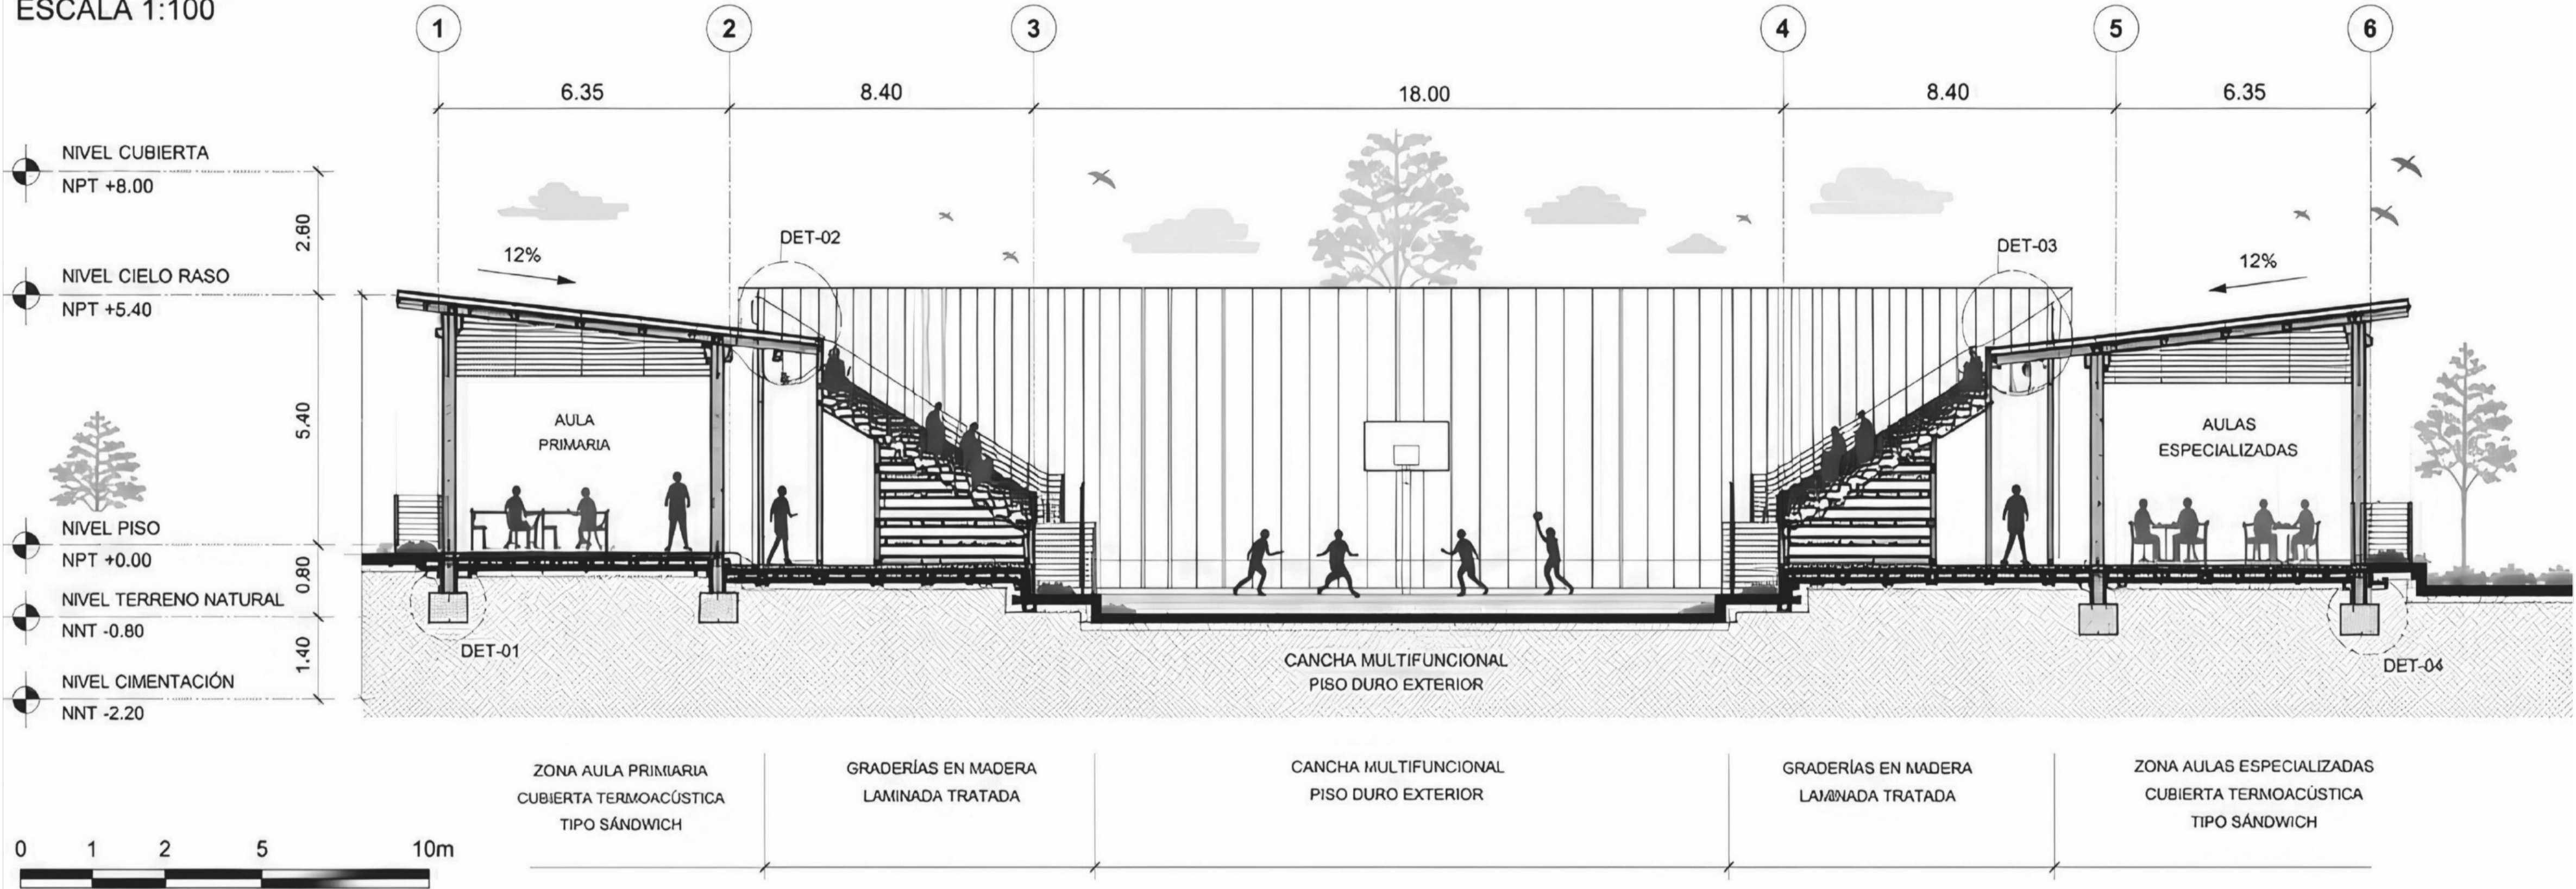 ESCALA 1:100
1 2 3 4 5 6
6.35 8.40 18.00 8.40 6.35
NIVEL CUBIERTA
NPT +8.00
2.60
NIVEL CIELO RASO
NPT +5.40
5.40
NIVEL PISO
NPT +0.00
0.80
NIVEL TERRENO NATURAL
NNT -0.80
1.40
NIVEL CIMENTACIÓN
NNT -2.20
12%
DET-02
DET-03
12%
AULA
PRIMARIA
AULAS
ESPECIALIZADAS
DET-01
CANCHA MULTIFUNCIONAL
PISO DURO EXTERIOR
DET-04
ZONA AULA PRIMIARIA
CUBIERTA TERMOACÚSTICA
TIPO SÁNDWICH
GRADERÍAS EN MADERA
LAMINADA TRATADA
CANCHA MULTIFUNCIONAL
PISO DURO EXTERIOR
GRADERÍAS EN MADERA
LAMINADA TRATADA
ZONA AULAS ESPECIALIZADAS
CUBIERTA TERMOACÚSTICA
TIPO SÁNDWICH
0 1 2 5 10m